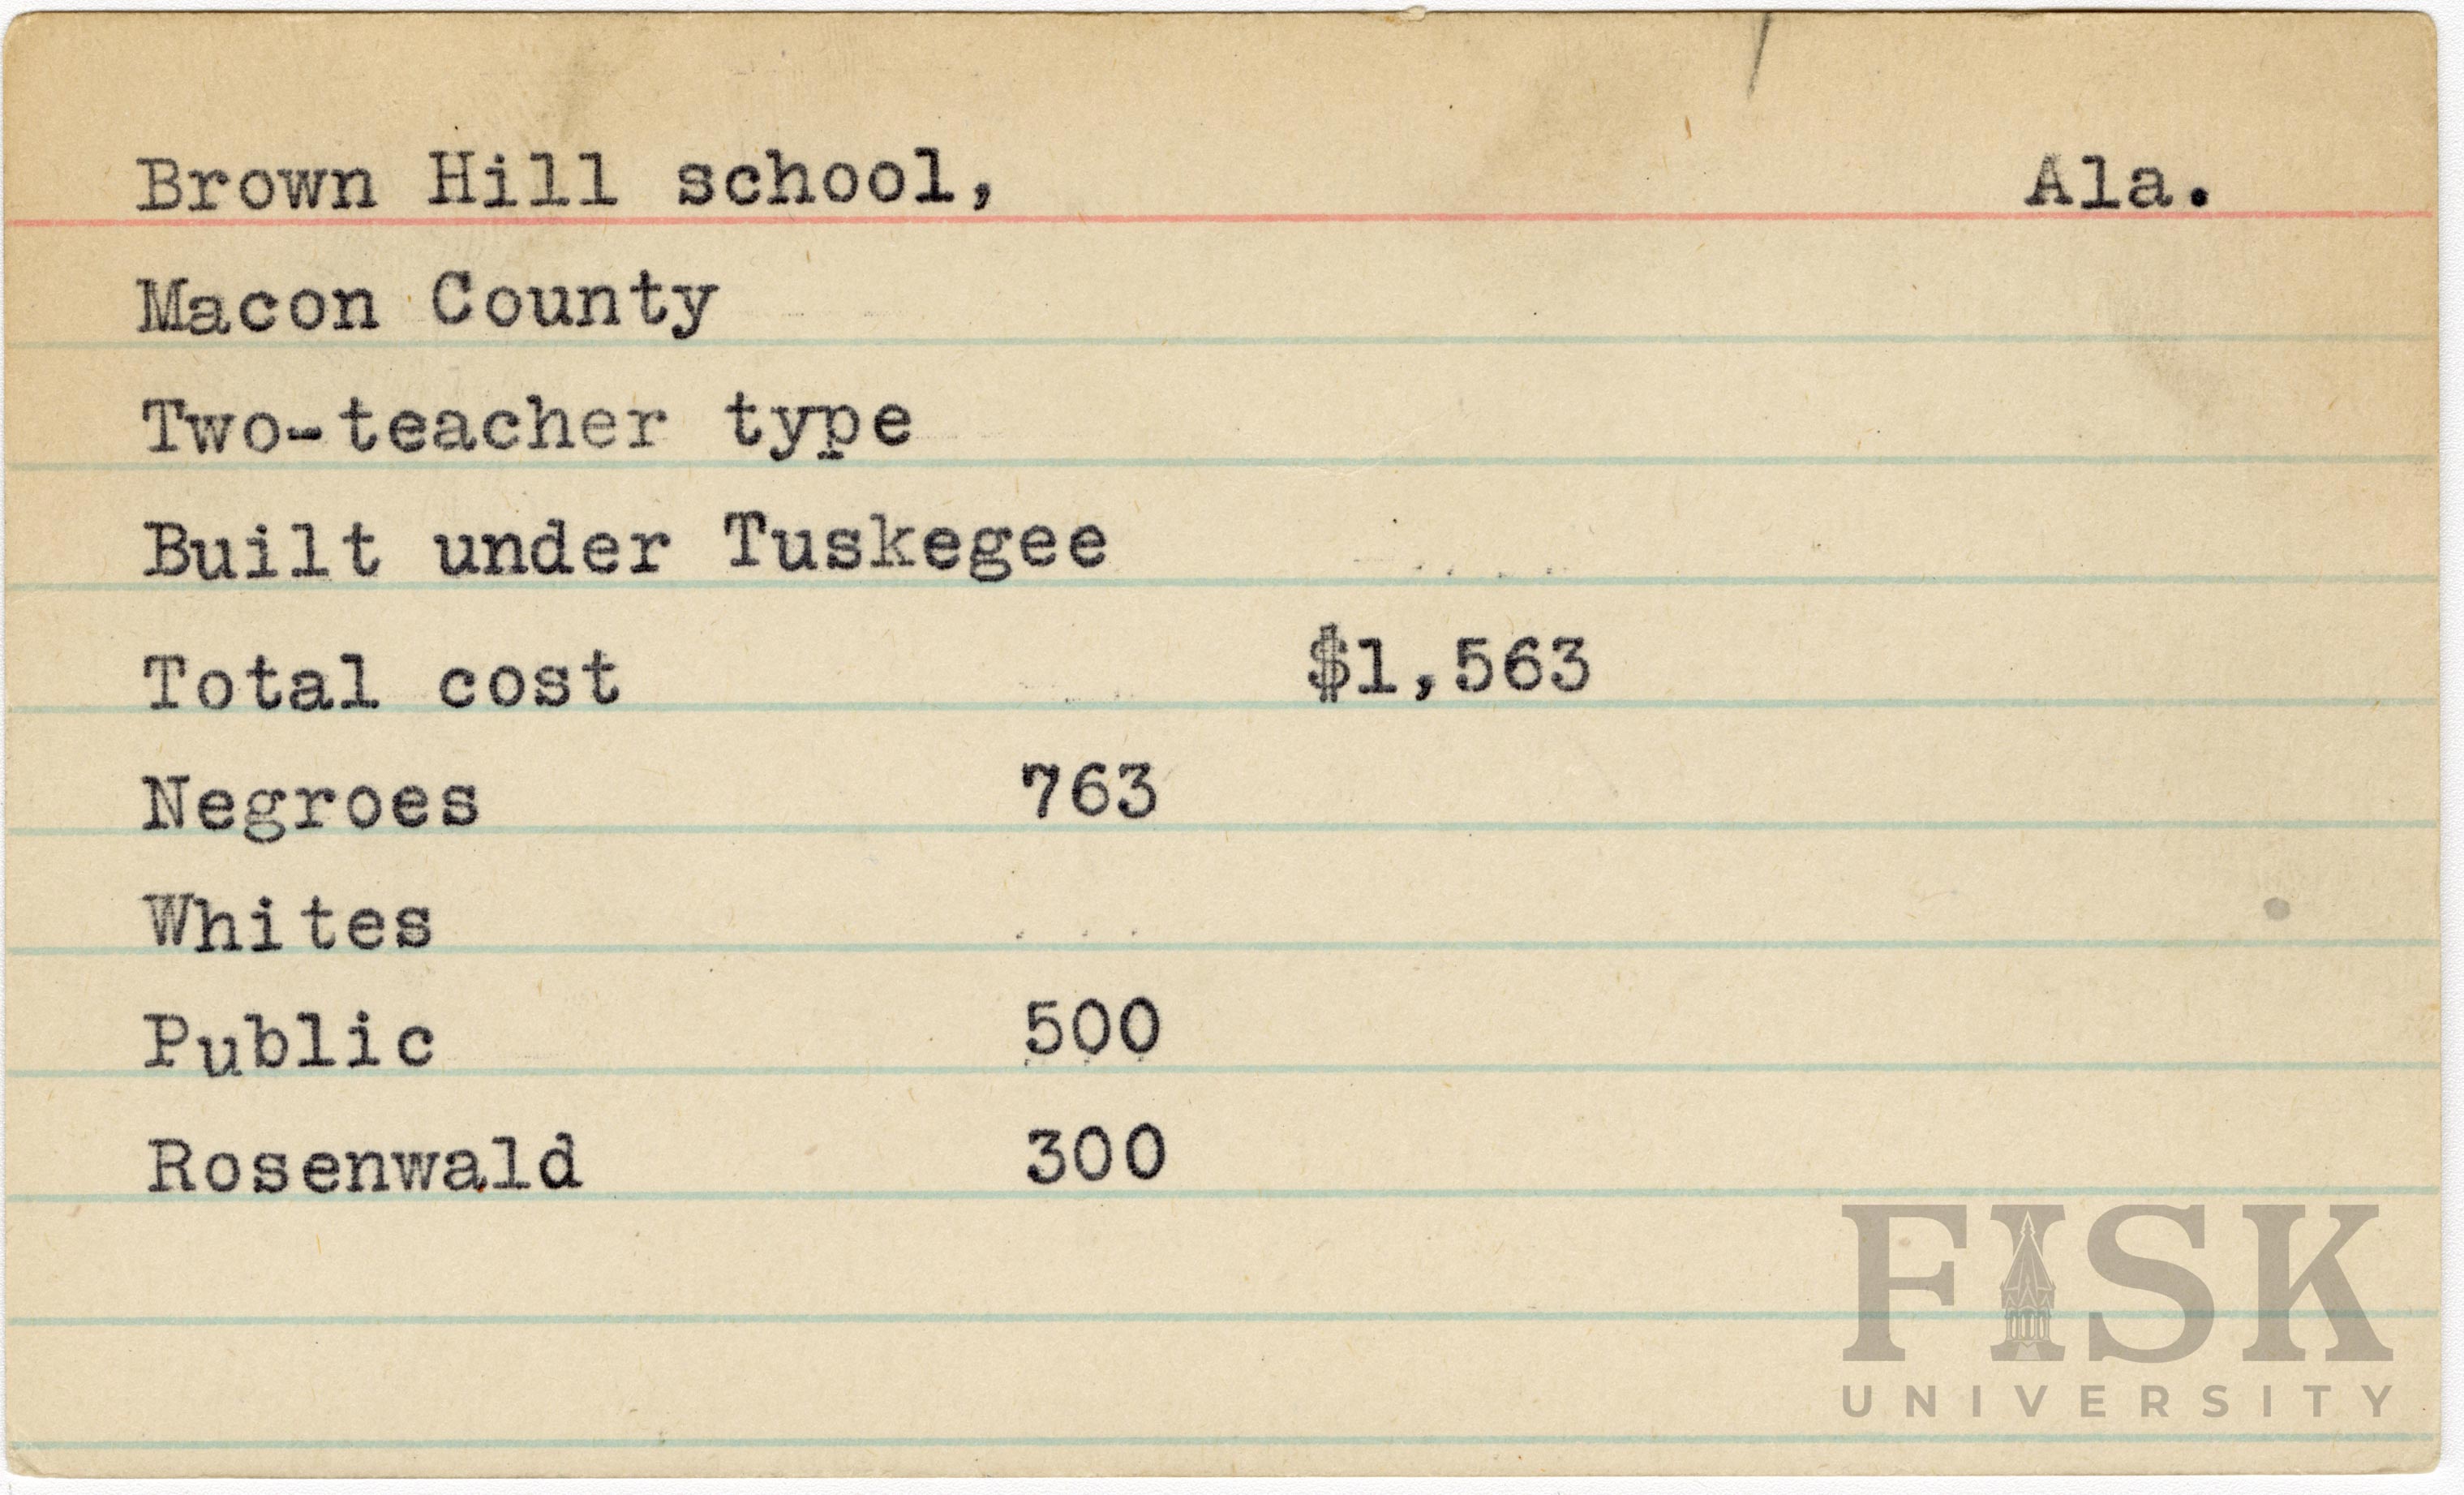 Brown Hill school, Ala.
Macon County
Two-teacher type
Built under Tuskegee
Total cost $1,563
Negroes 763
Whites
Public 500
Rosenwald 300
FISK
UNIVERSITY